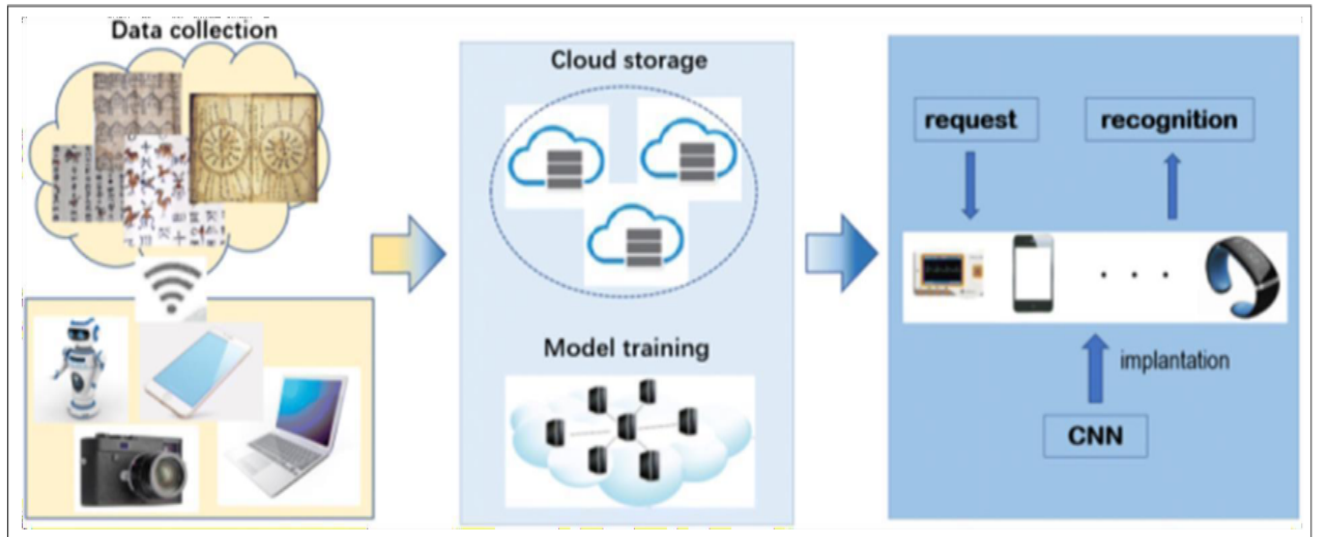 Data collection
Cloud storage
Model training
request
recognition
implantation
CNN